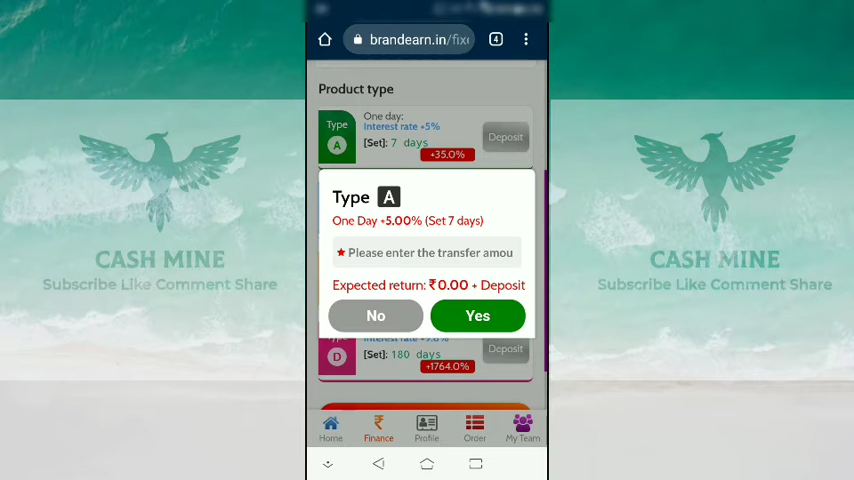 brandearn.in/fix
4
Product type
Type
A
One day:
Interest rate +5%
[Set]: 7 days
+35.0%
Deposit
Type A
One Day +5.00% (Set 7 days)
★ Please enter the transfer amou
Expected return: ₹0.00 + Deposit
No
Yes
D
[Set]: 180 days
+1764.0%
Deposit
Home
Finance
Profile
Order
My Team
CASH MINE
Subscribe Like Comment Share
CASH MINE
Subscribe Like Comment Share